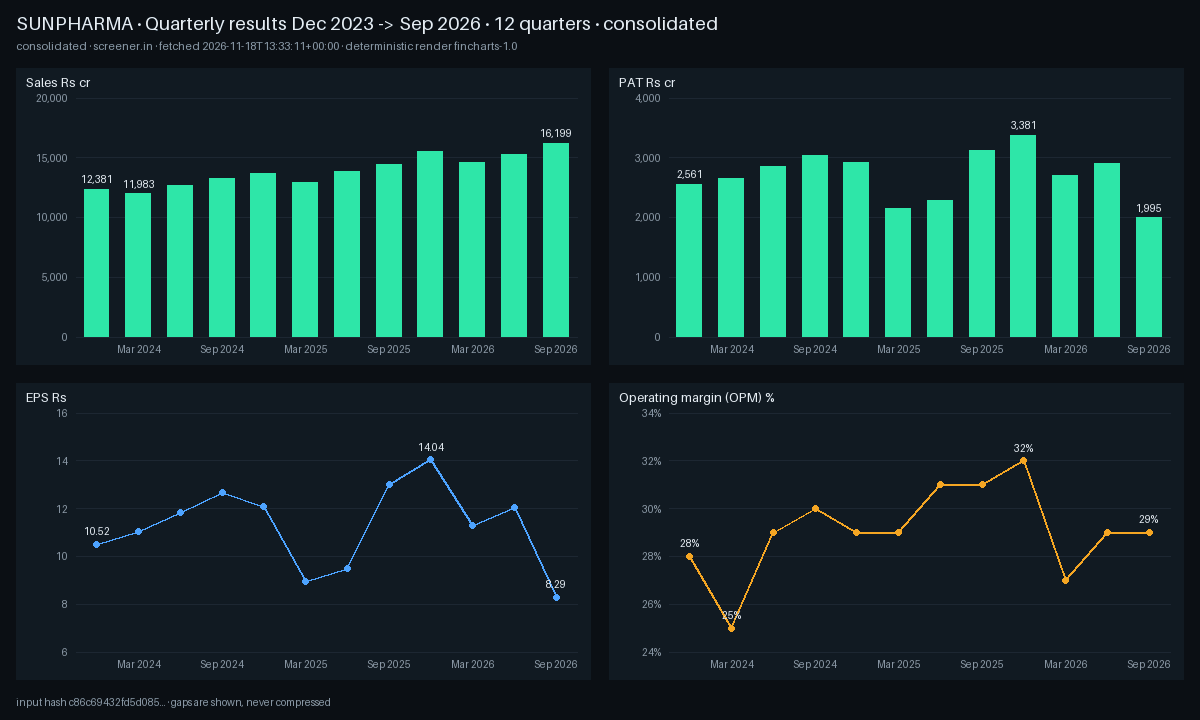 SUNPHARMA · Quarterly results Dec 2023 -> Sep 2026 · 12 quarters · consolidated
consolidated · screener.in · fetched 2026-11-18T13:33:11+00:00 · deterministic render fincharts-1.0
Sales Rs cr
20,000
15,000
10,000
5,000
0
12,381
11,983
16,199
Mar 2024
Sep 2024
Mar 2025
Sep 2025
Mar 2026
Sep 2026
PAT Rs cr
4,000
3,000
2,000
1,000
0
2,561
3,381
1,995
Mar 2024
Sep 2024
Mar 2025
Sep 2025
Mar 2026
Sep 2026
EPS Rs
16
14
12
10
8
6
10.52
14.04
8.29
Mar 2024
Sep 2024
Mar 2025
Sep 2025
Mar 2026
Sep 2026
Operating margin (OPM) %
34%
32%
30%
28%
26%
24%
28%
25%
32%
29%
Mar 2024
Sep 2024
Mar 2025
Sep 2025
Mar 2026
Sep 2026
input hash c86c69432fd5d085… · gaps are shown, never compressed